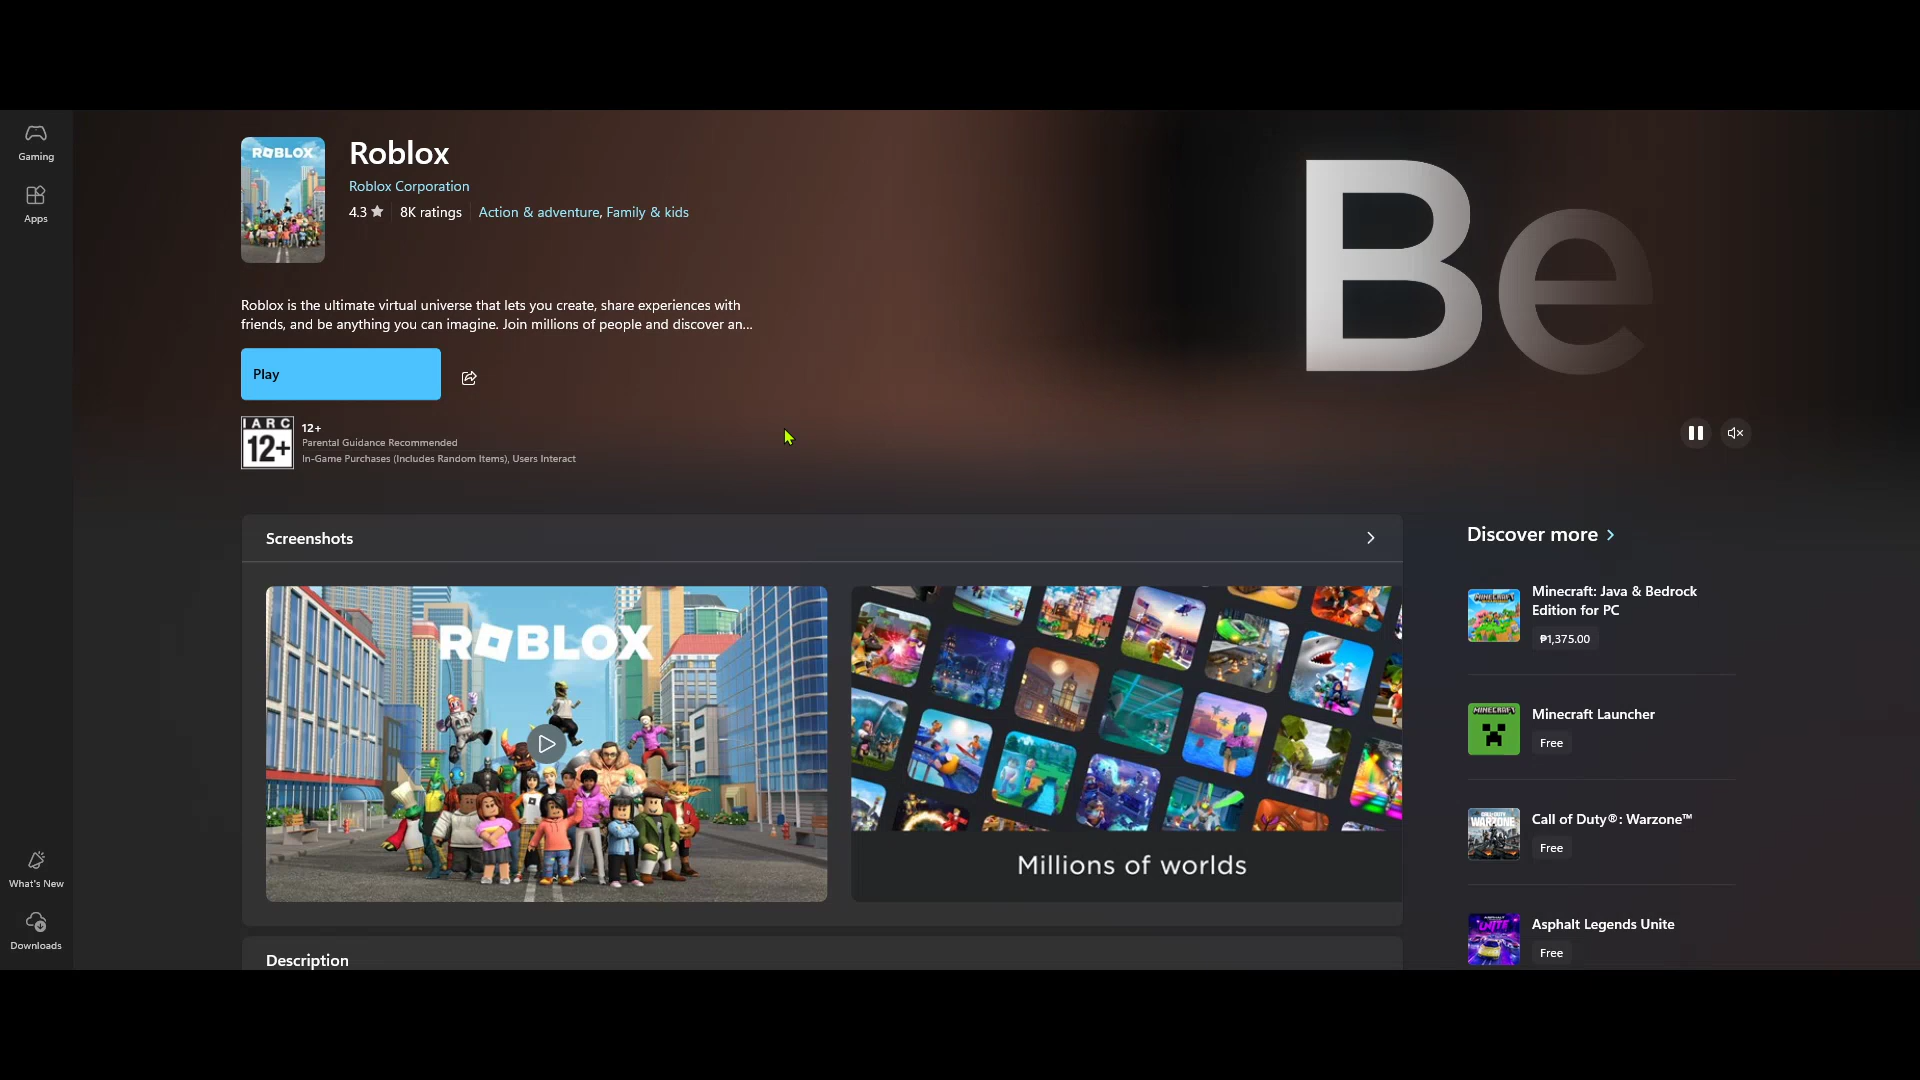 Gaming
Apps
What's New
Downloads
ROBLOX
Roblox
Roblox Corporation
4.3 8K ratings Action & adventure, Family & kids
Roblox is the ultimate virtual universe that lets you create, share experiences with
friends, and be anything you can imagine. Join millions of people and discover an...
Play
IARC
12+
12+
Parental Guidance Recommended
In-Game Purchases (Includes Random Items), Users Interact
Be
Screenshots
ROBLOX
Millions of worlds
Description
Discover more
MINECRAFT
Minecraft: Java & Bedrock
Edition for PC
₱1,375.00
MINECRAFT
Minecraft Launcher
Free
WARZONE
Call of Duty®: Warzone™
Free
UNITE
Asphalt Legends Unite
Free